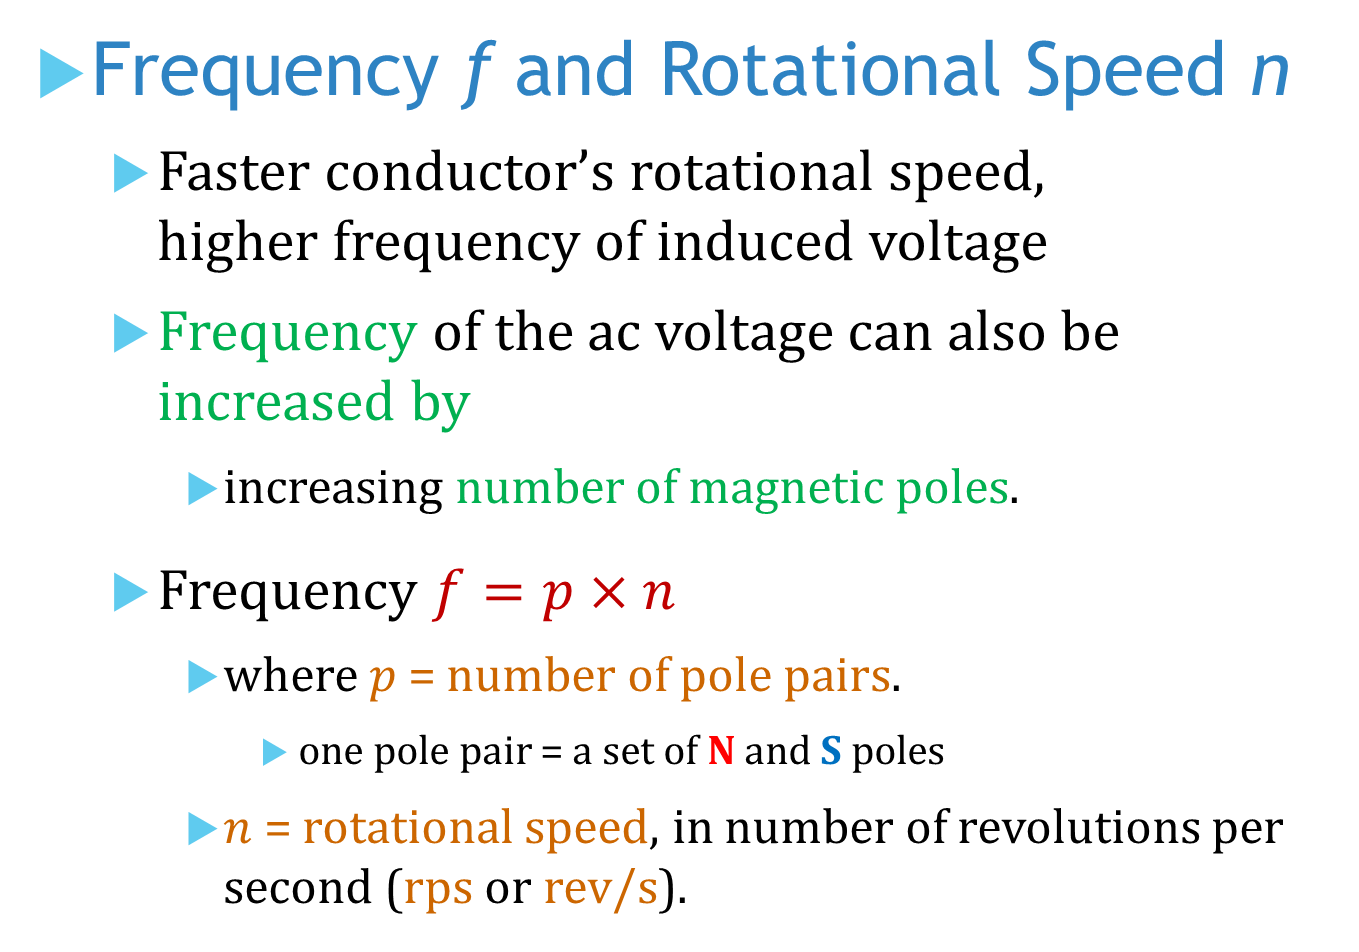 Frequency f and Rotational Speed n
Faster conductor’s rotational speed,
higher frequency of induced voltage
Frequency of the ac voltage can also be
increased by
increasing number of magnetic poles.
Frequency f = p × n
where p = number of pole pairs.
one pole pair = a set of N and S poles
n = rotational speed, in number of revolutions per
second (rps or rev/s).